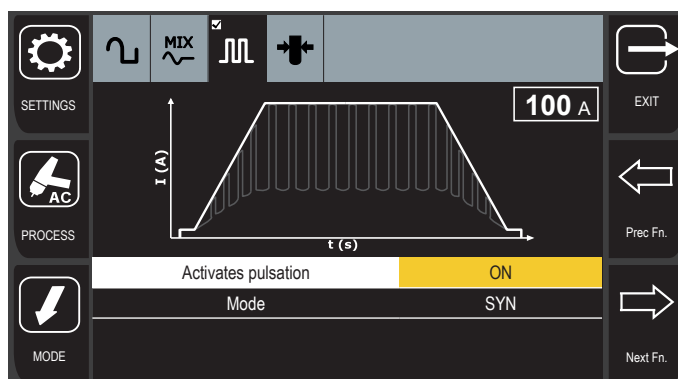 SETTINGS
PROCESS
AC
MODE
MIX
100 A
I (A)
t (s)
Activates pulsation ON
Mode SYN
EXIT
Prec Fn.
Next Fn.